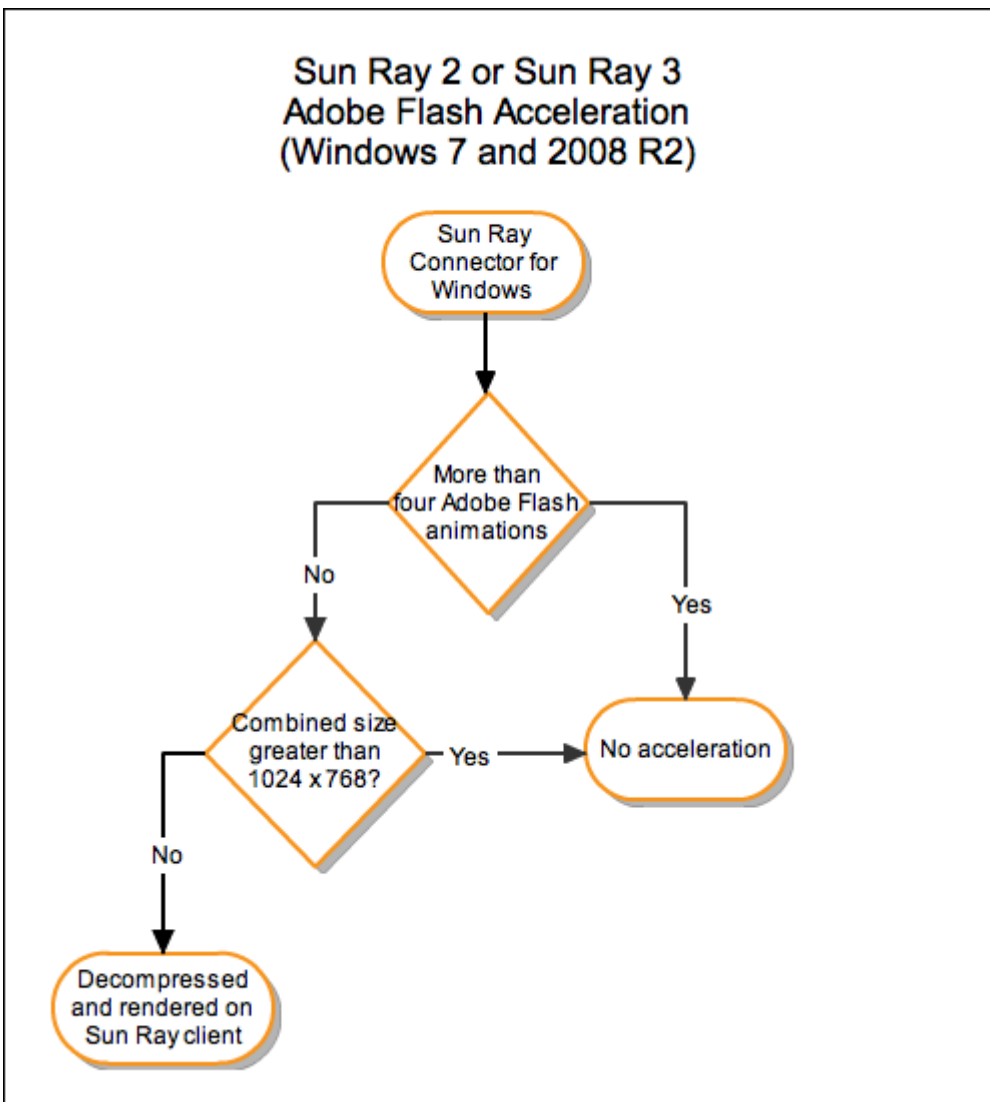 Sun Ray 2 or Sun Ray 3
Adobe Flash Acceleration
(Windows 7 and 2008 R2)
Sun Ray
Connector for
Windows
More than
four Adobe Flash
animations
No
Yes
Combined size
greater than
1024 x 768?
Yes
No acceleration
No
Decompressed
and rendered on
Sun Ray client